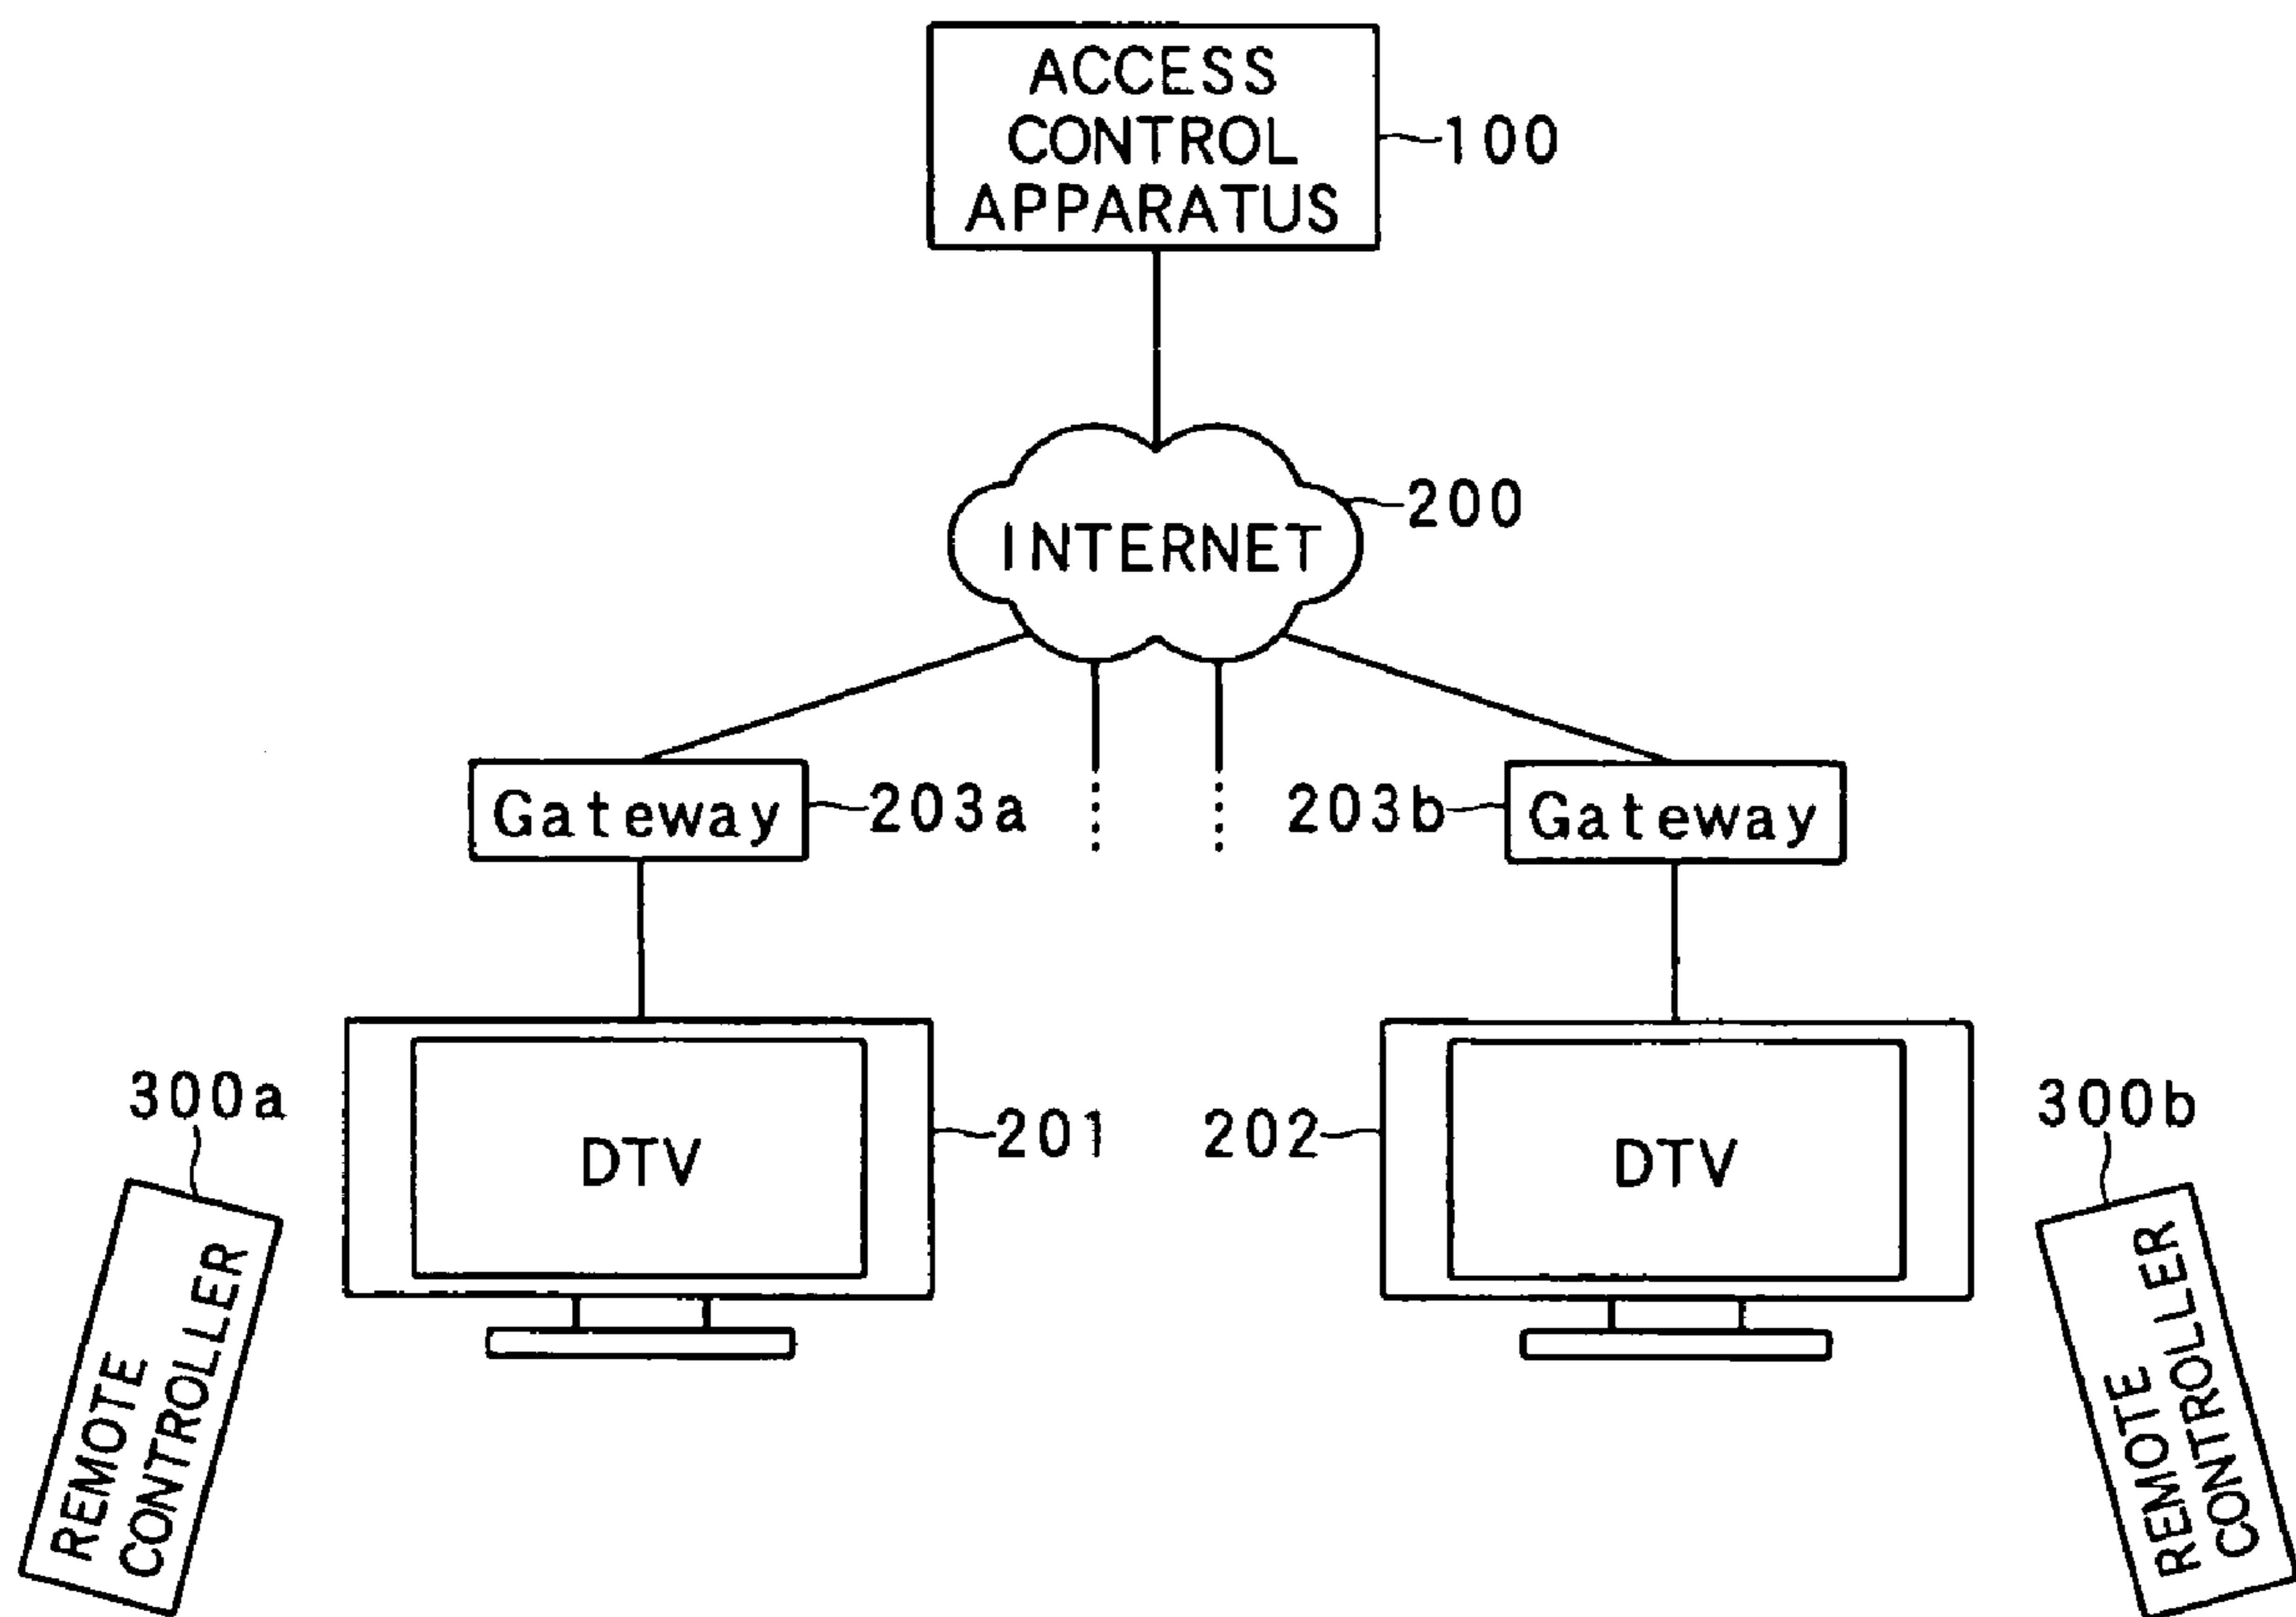 ACCESS
CONTROL
APPARATUS
100
INTERNET
200
Gateway
203a
203b
Gateway
300a
DTV
201
202
DTV
300b
REMOTE
CONTROLLER
REMOTE
CONTROLLER